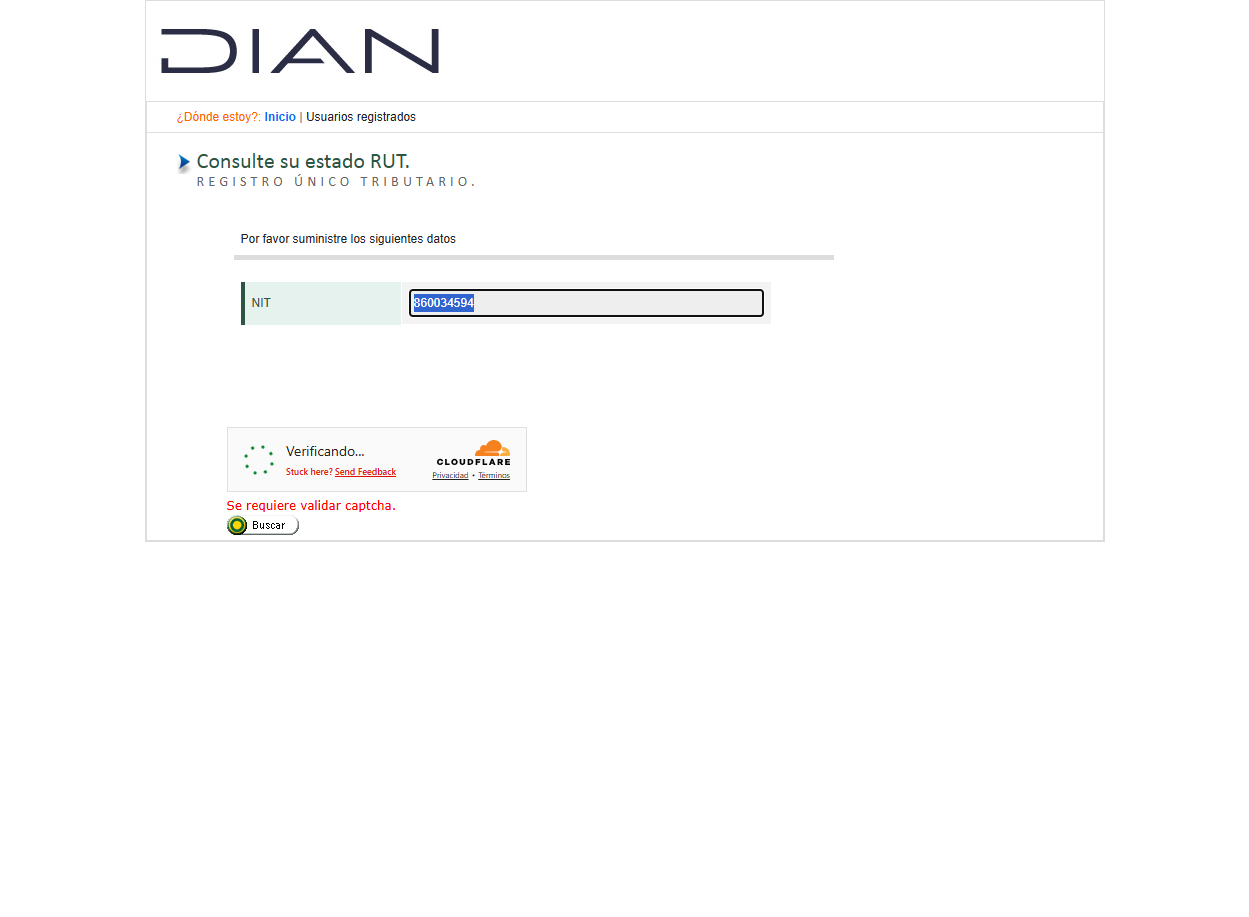 DIAN
¿Dónde estoy?: Inicio | Usuarios registrados
Consulte su estado RUT.
REGISTRO ÚNICO TRIBUTARIO.
Por favor suministre los siguientes datos
NIT 860034594
Verificando...
Stuck here? Send Feedback
CLOUDFLARE
Privacidad • Términos
Se requiere validar captcha.
Buscar